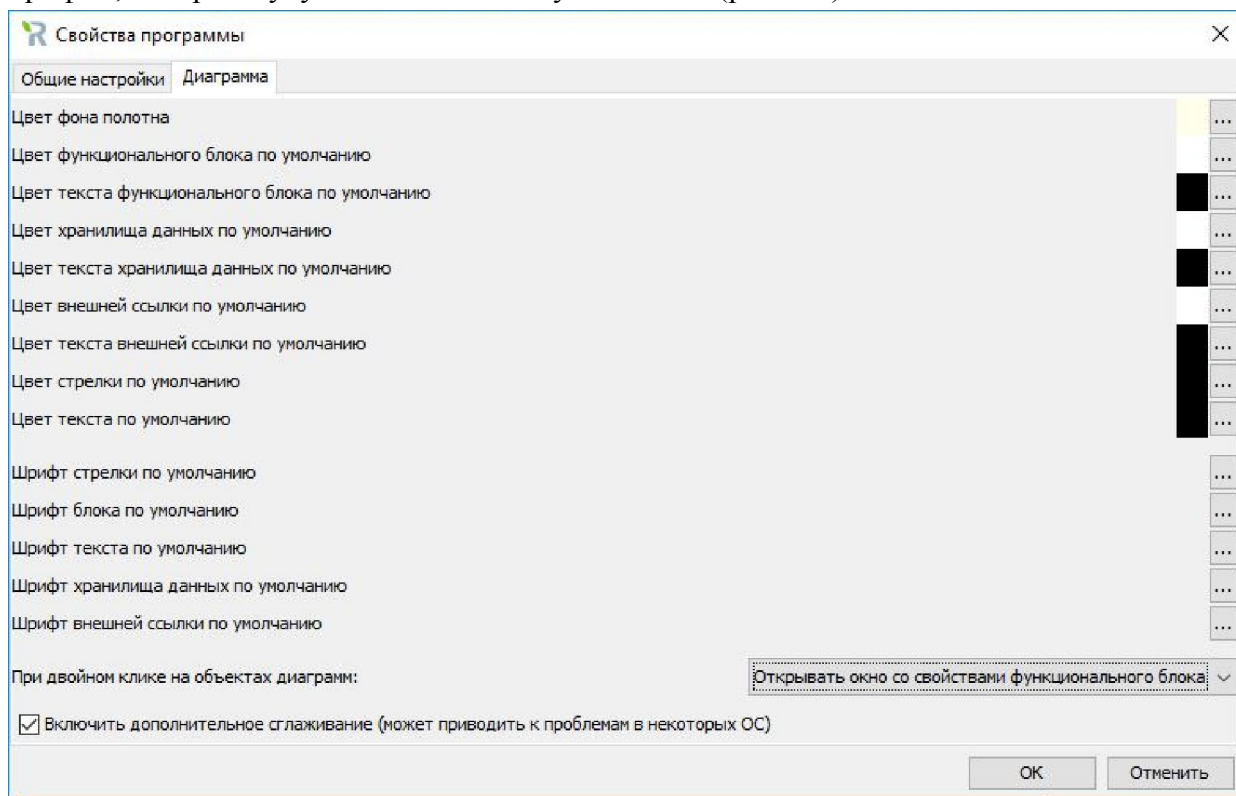 Свойства программы
Общие настройки Диаграмма
Цвет фона полотна ...
Цвет функционального блока по умолчанию ...
Цвет текста функционального блока по умолчанию ...
Цвет хранилища данных по умолчанию ...
Цвет текста хранилища данных по умолчанию ...
Цвет внешней ссылки по умолчанию ...
Цвет текста внешней ссылки по умолчанию ...
Цвет стрелки по умолчанию ...
Цвет текста по умолчанию ...
Шрифт стрелки по умолчанию ...
Шрифт блока по умолчанию ...
Шрифт текста по умолчанию ...
Шрифт хранилища данных по умолчанию ...
Шрифт внешней ссылки по умолчанию ...
При двойном клике на объектах диаграмм: Открывать окно со свойствами функционального блока
Включить дополнительное сглаживание (может приводить к проблемам в некоторых ОС)
OK Отменить